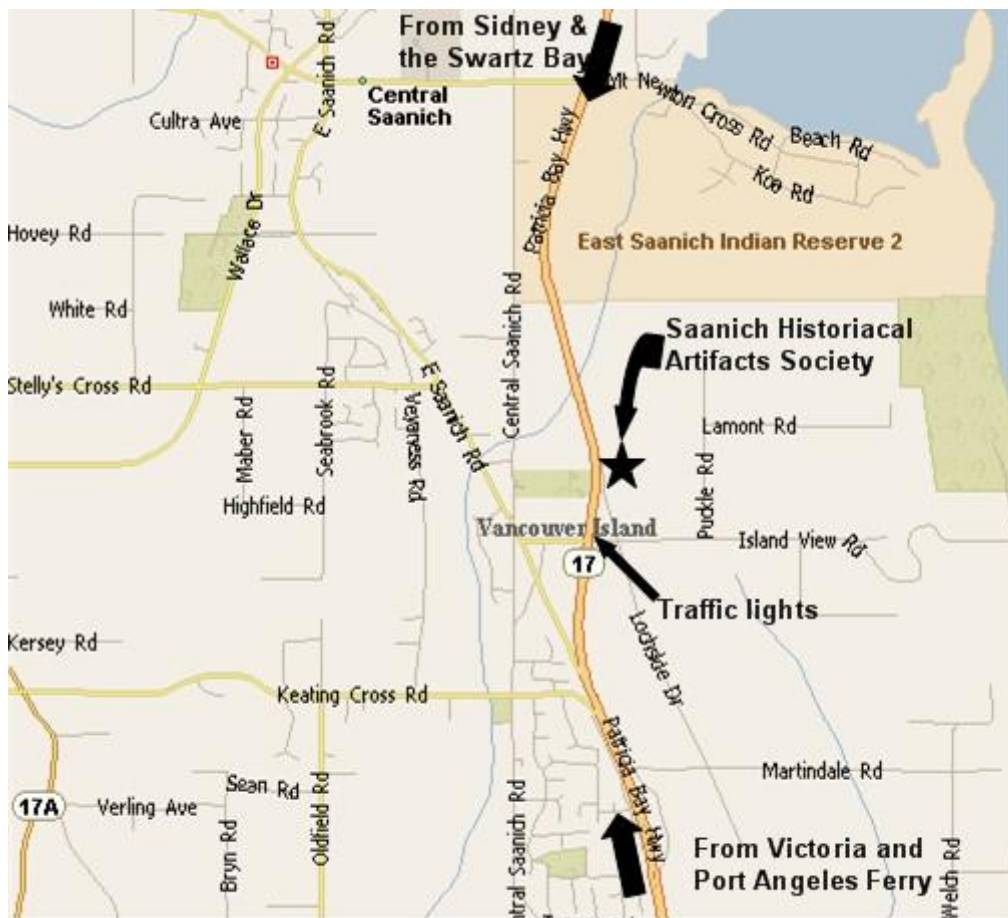 From Sidney &
the Swartz Bay
E Saanich Rd
Mt Newton Cross Rd
Central
Saanich
Cultra Ave
Beach Rd
Koe Rd
Patricia Bay Hwy
Hovey Rd
Wallace Dr
East Saanich Indian Reserve 2
White Rd
Central Saanich Rd
Saanich Historiacal
Artifacts Society
Stelly's Cross Rd
E Saanich Rd
Maber Rd
Seabrook Rd
Veyaness Rd
Lamont Rd
Puckle Rd
Highfield Rd
Vancouver Island
Island View Rd
17
Traffic lights
Lochside Dr
Kersey Rd
Keating Cross Rd
Patricia Bay Hwy
Martindale Rd
Sean Rd
17A
Verling Ave
Bryn Rd
Oldfield Rd
Central Saanich Rd
From Victoria and
Port Angeles Ferry
Welch Rd